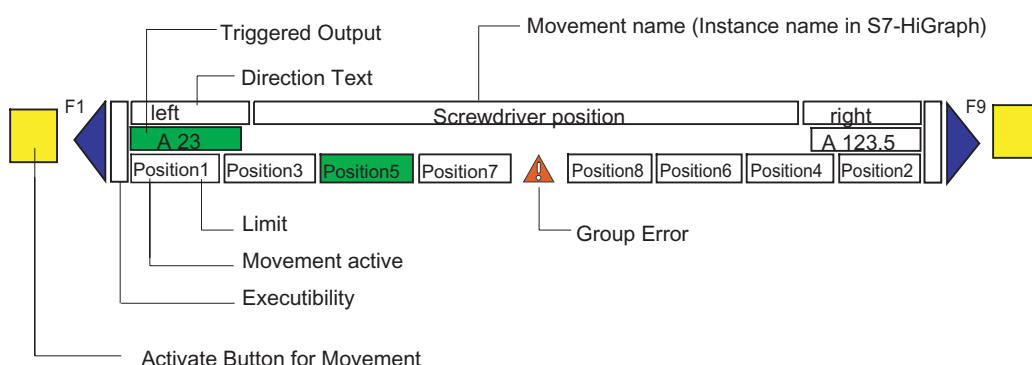 Triggered Output
Movement name (Instance name in S7-HiGraph)
Direction Text
F1
left
Screwdriver position
right
F9
A 23
A 123.5
Position1
Position3
Position5
Position7
Position8
Position6
Position4
Position2
Limit
Group Error
Movement active
Executibility
Activate Button for Movement